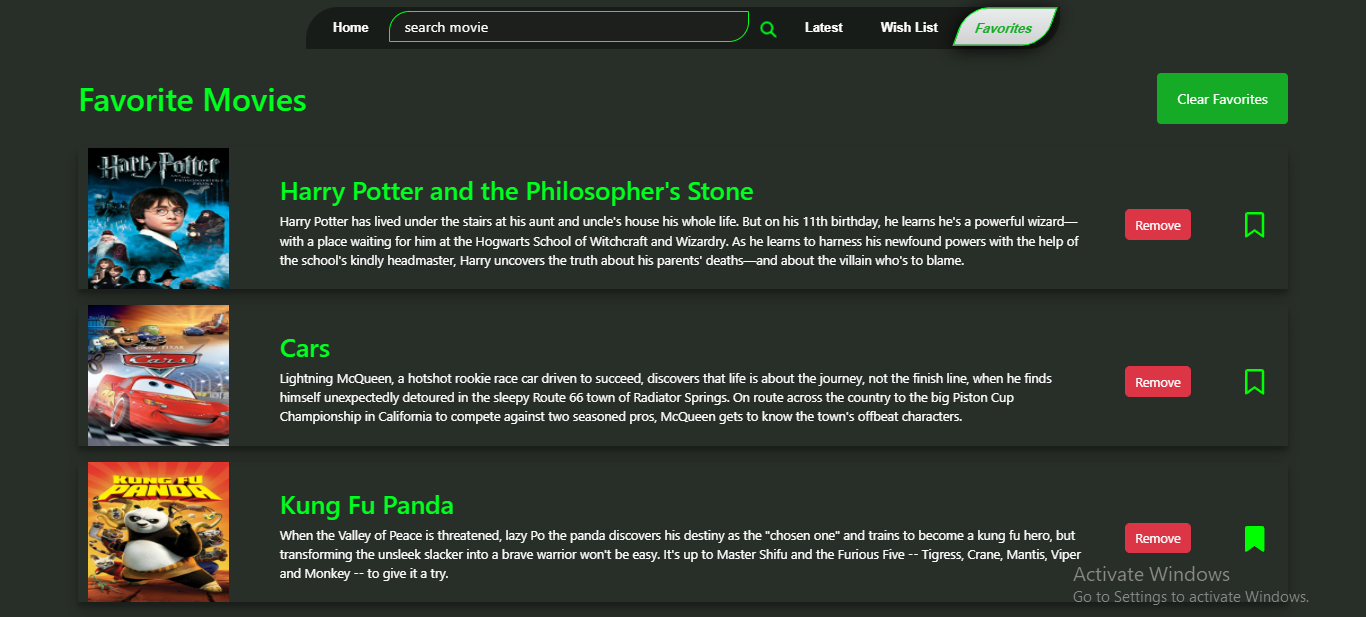 Home
search movie
Latest
Wish List
Favorites
Favorite Movies
Clear Favorites
Harry Potter
Harry Potter and the Philosopher's Stone
Harry Potter has lived under the stairs at his aunt and uncle's house his whole life. But on his 11th birthday, he learns he's a powerful wizard—
with a place waiting for him at the Hogwarts School of Witchcraft and Wizardry. As he learns to harness his newfound powers with the help of
the school's kindly headmaster, Harry uncovers the truth about his parents' deaths—and about the villain who's to blame.
Remove
Disney PIXAR
Cars
Cars
Lightning McQueen, a hotshot rookie race car driven to succeed, discovers that life is about the journey, not the finish line, when he finds
himself unexpectedly detoured in the sleepy Route 66 town of Radiator Springs. On route across the country to the big Piston Cup
Championship in California to compete against two seasoned pros, McQueen gets to know the town's offbeat characters.
Remove
KUNG FU
PANDA
Kung Fu Panda
When the Valley of Peace is threatened, lazy Po the panda discovers his destiny as the "chosen one" and trains to become a kung fu hero, but
transforming the unsleek slacker into a brave warrior won't be easy. It's up to Master Shifu and the Furious Five -- Tigress, Crane, Mantis, Viper
and Monkey -- to give it a try.
Remove
Activate Windows
Go to Settings to activate Windows.